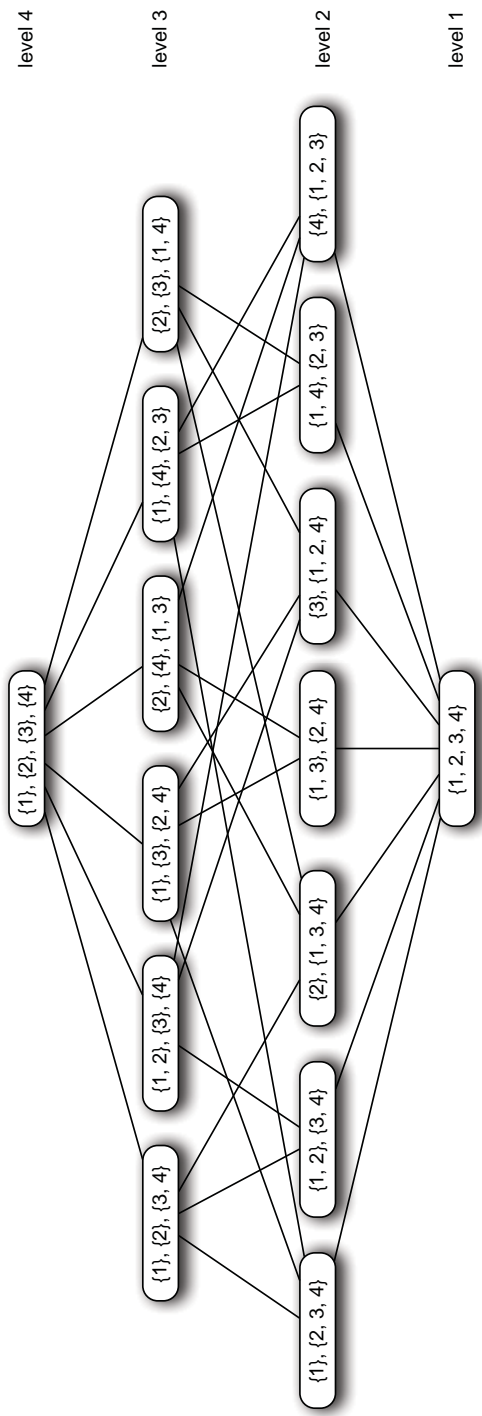 {1}, {2}, {3}, {4}
level 4
{1}, {2}, {3, 4}
{1, 2}, {3}, {4}
{1}, {3}, {2, 4}
{2}, {4}, {1, 3}
{1}, {4}, {2, 3}
{2}, {3}, {1, 4}
level 3
{1}, {2, 3, 4}
{1, 2}, {3, 4}
{2}, {1, 3, 4}
{1, 3}, {2, 4}
{3}, {1, 2, 4}
{1, 4}, {2, 3}
{4}, {1, 2, 3}
level 2
{1, 2, 3, 4}
level 1